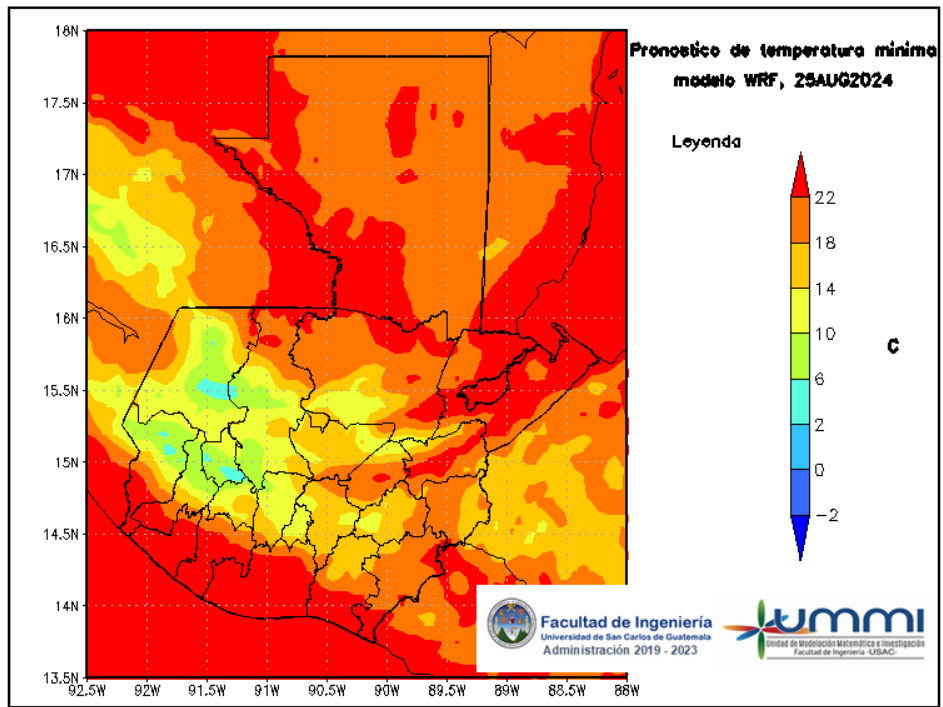 Pronostico de temperatura minima
modelo WRF, 25AUG2024
Leyenda
22
18
14
10
6
2
0
-2
C
18N
17.5N
17N
16.5N
16N
15.5N
15N
14.5N
14N
13.5N
92.5W
92W
91.5W
91W
90.5W
90W
89.5W
89W
88.5W
88W
Facultad de Ingeniería
Universidad de San Carlos de Guatemala
Administración 2019 - 2023
UMMI
Unidad de Modelación Matemática e Investigación
Facultad de Ingeniería -USAC-